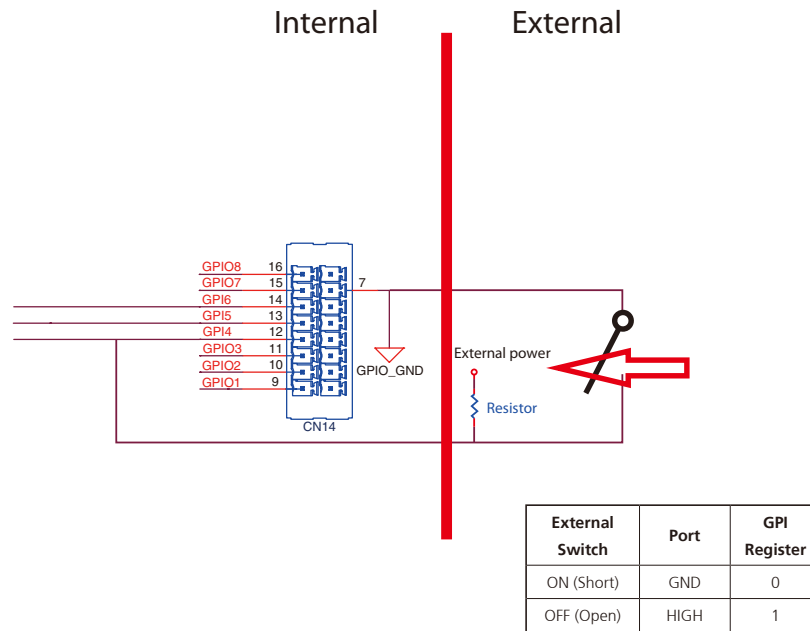 Internal
External
GPIO8 16
GPIO7 15
7
GPI6 14
GPI5 13
GPI4 12
GPIO3 11
GPIO2 10
GPIO1 9
GPIO_GND
CN14
External power
Resistor
External Switch Port GPI Register
ON (Short) GND 0
OFF (Open) HIGH 1